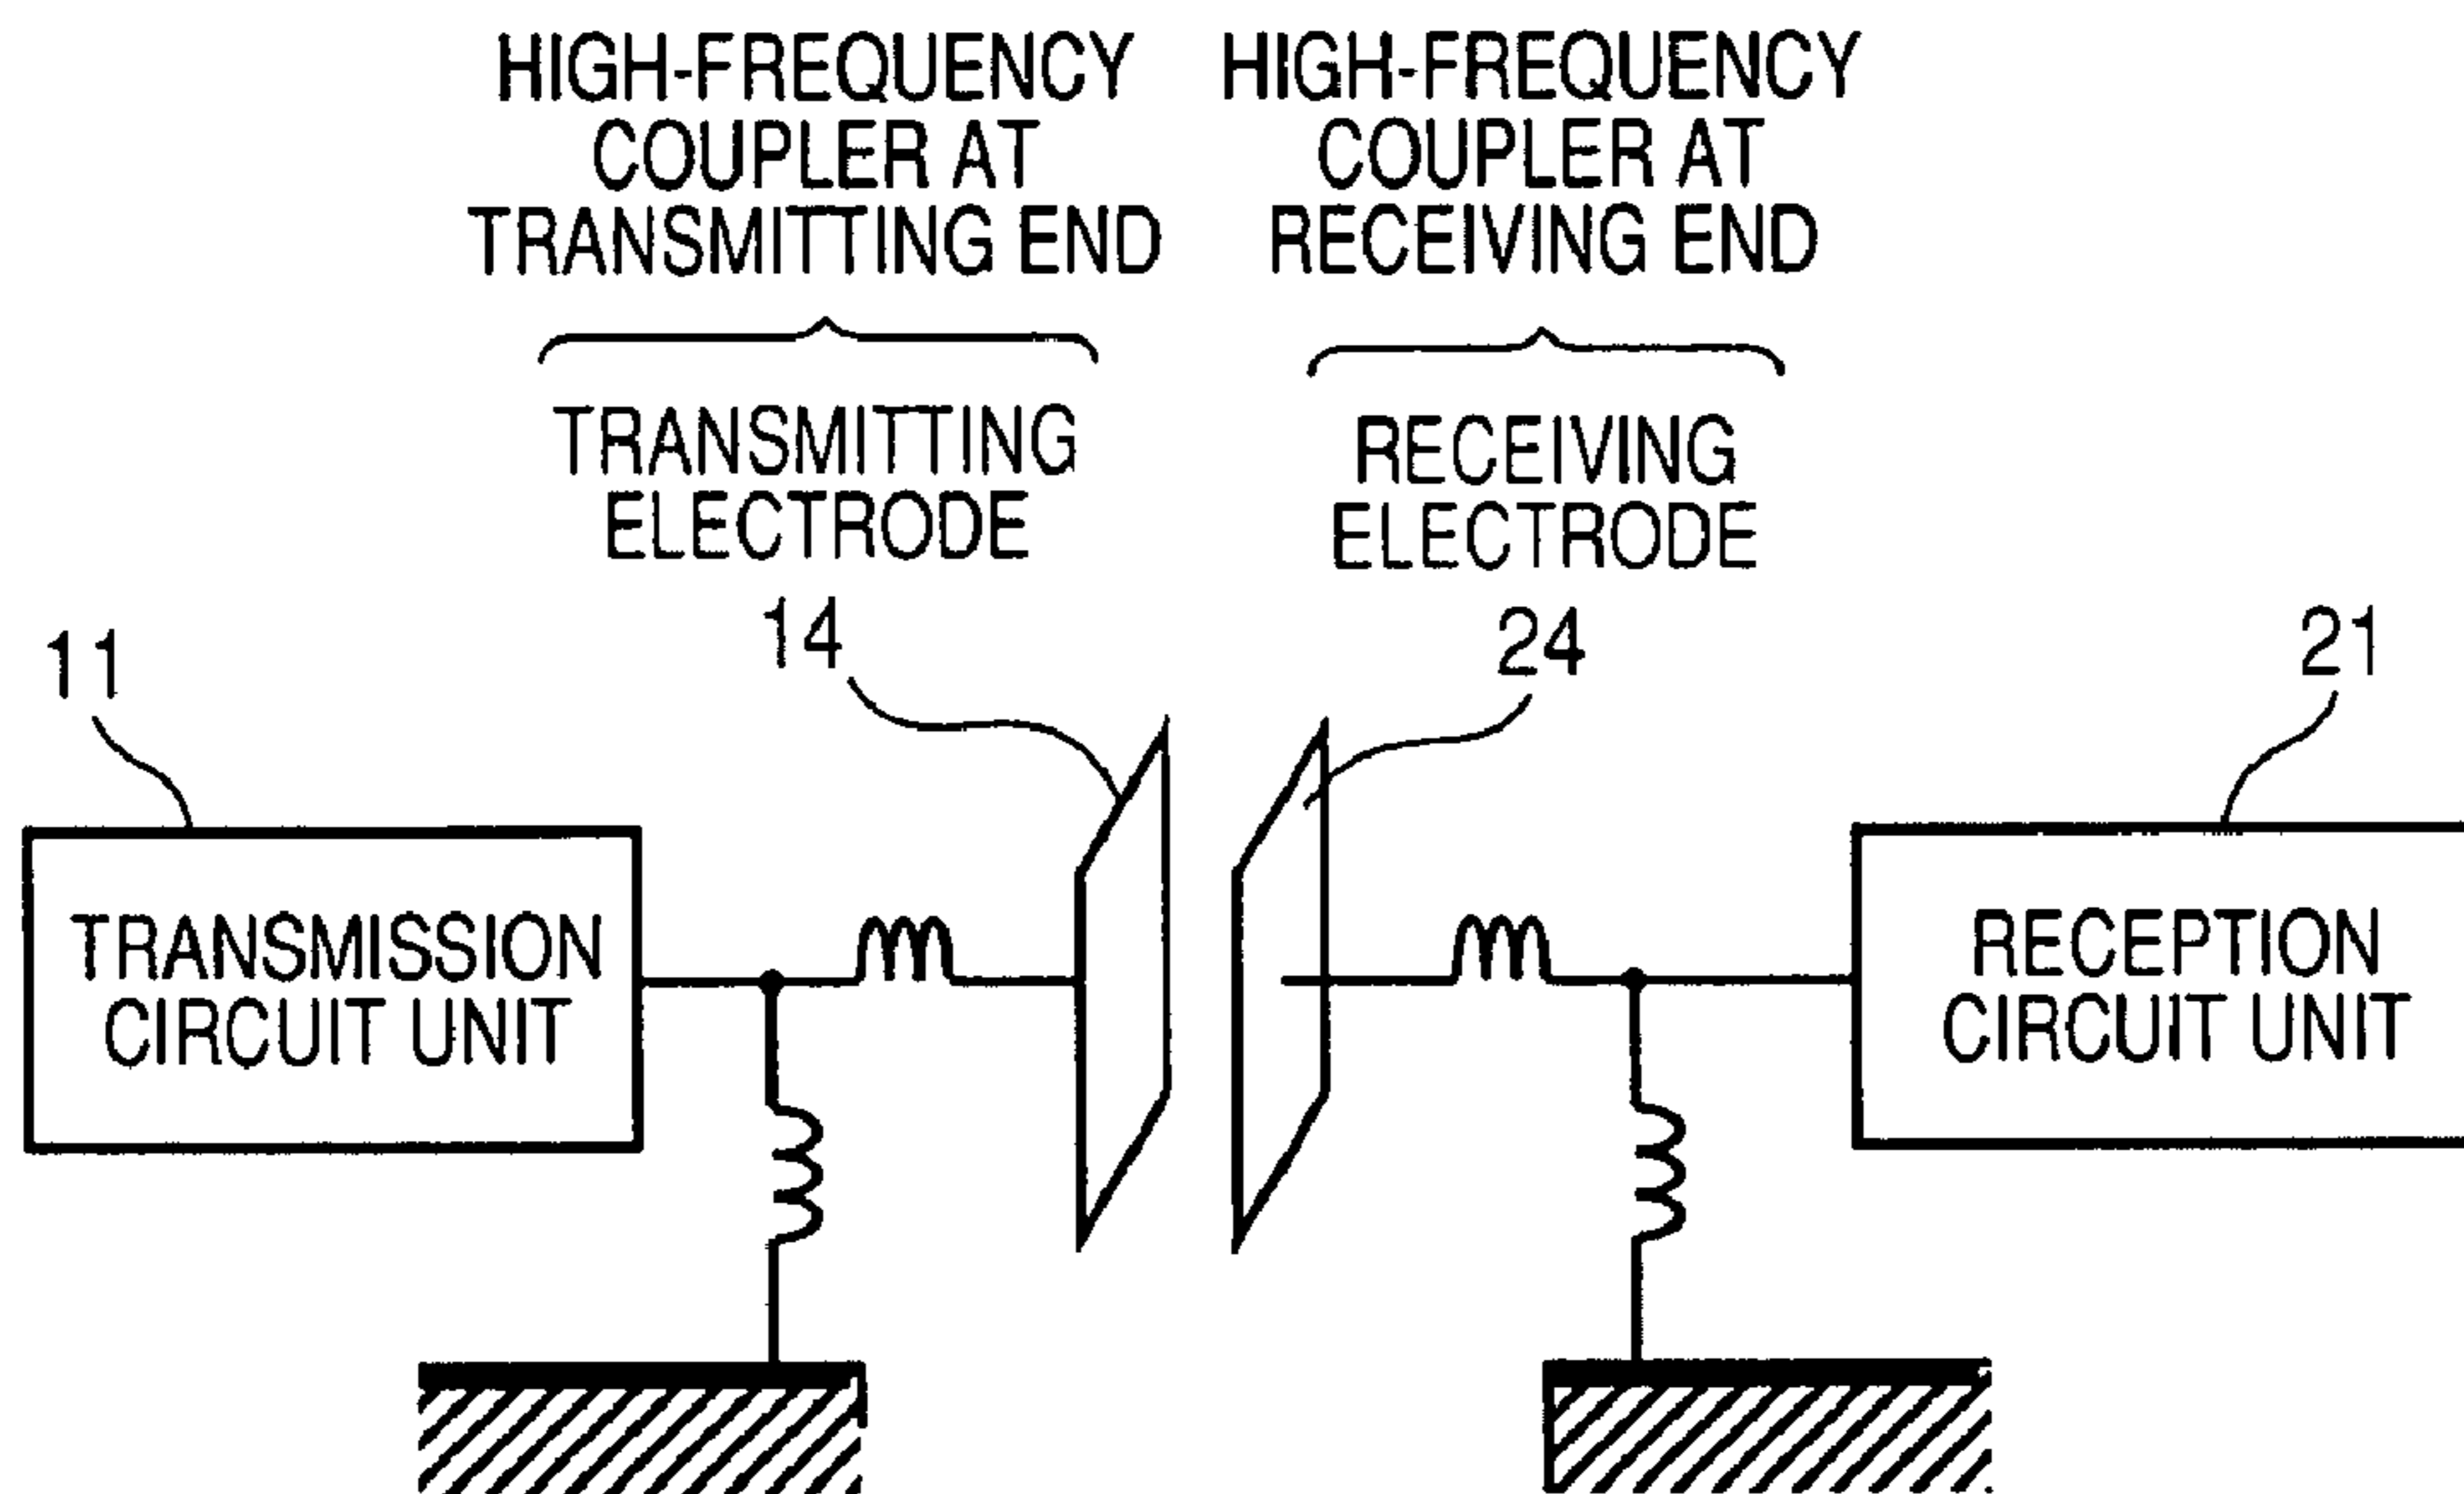 HIGH-FREQUENCY
COUPLER AT
TRANSMITTING END
HIGH-FREQUENCY
COUPLER AT
RECEIVING END
TRANSMITTING
ELECTRODE
RECEIVING
ELECTRODE
11
14
24
21
TRANSMISSION
CIRCUIT UNIT
RECEPTION
CIRCUIT UNIT